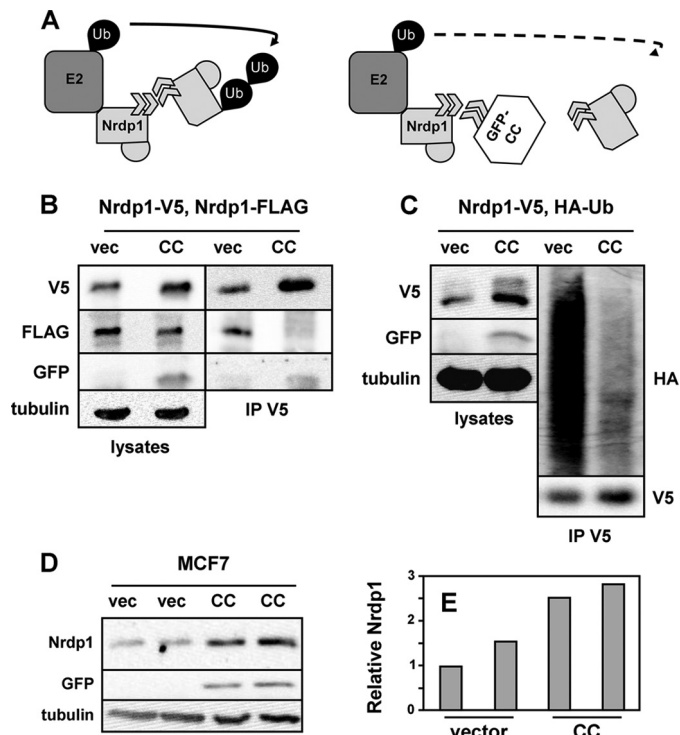 A
Ub
Ub
Ub
E2
Nrdp1
Ub
E2
Nrdp1
GFP-
CC
B
Nrdp1-V5, Nrdp1-FLAG
vec CC vec CC
V5
FLAG
GFP
tubulin
IP V5
lysates
C
Nrdp1-V5, HA-Ub
vec CC vec CC
V5
GFP
tubulin
lysates
HA
V5
IP V5
D
MCF7
vec vec CC CC
Nrdp1
GFP
tubulin
E
Relative Nrdp1
3
2
1
0
vector CC